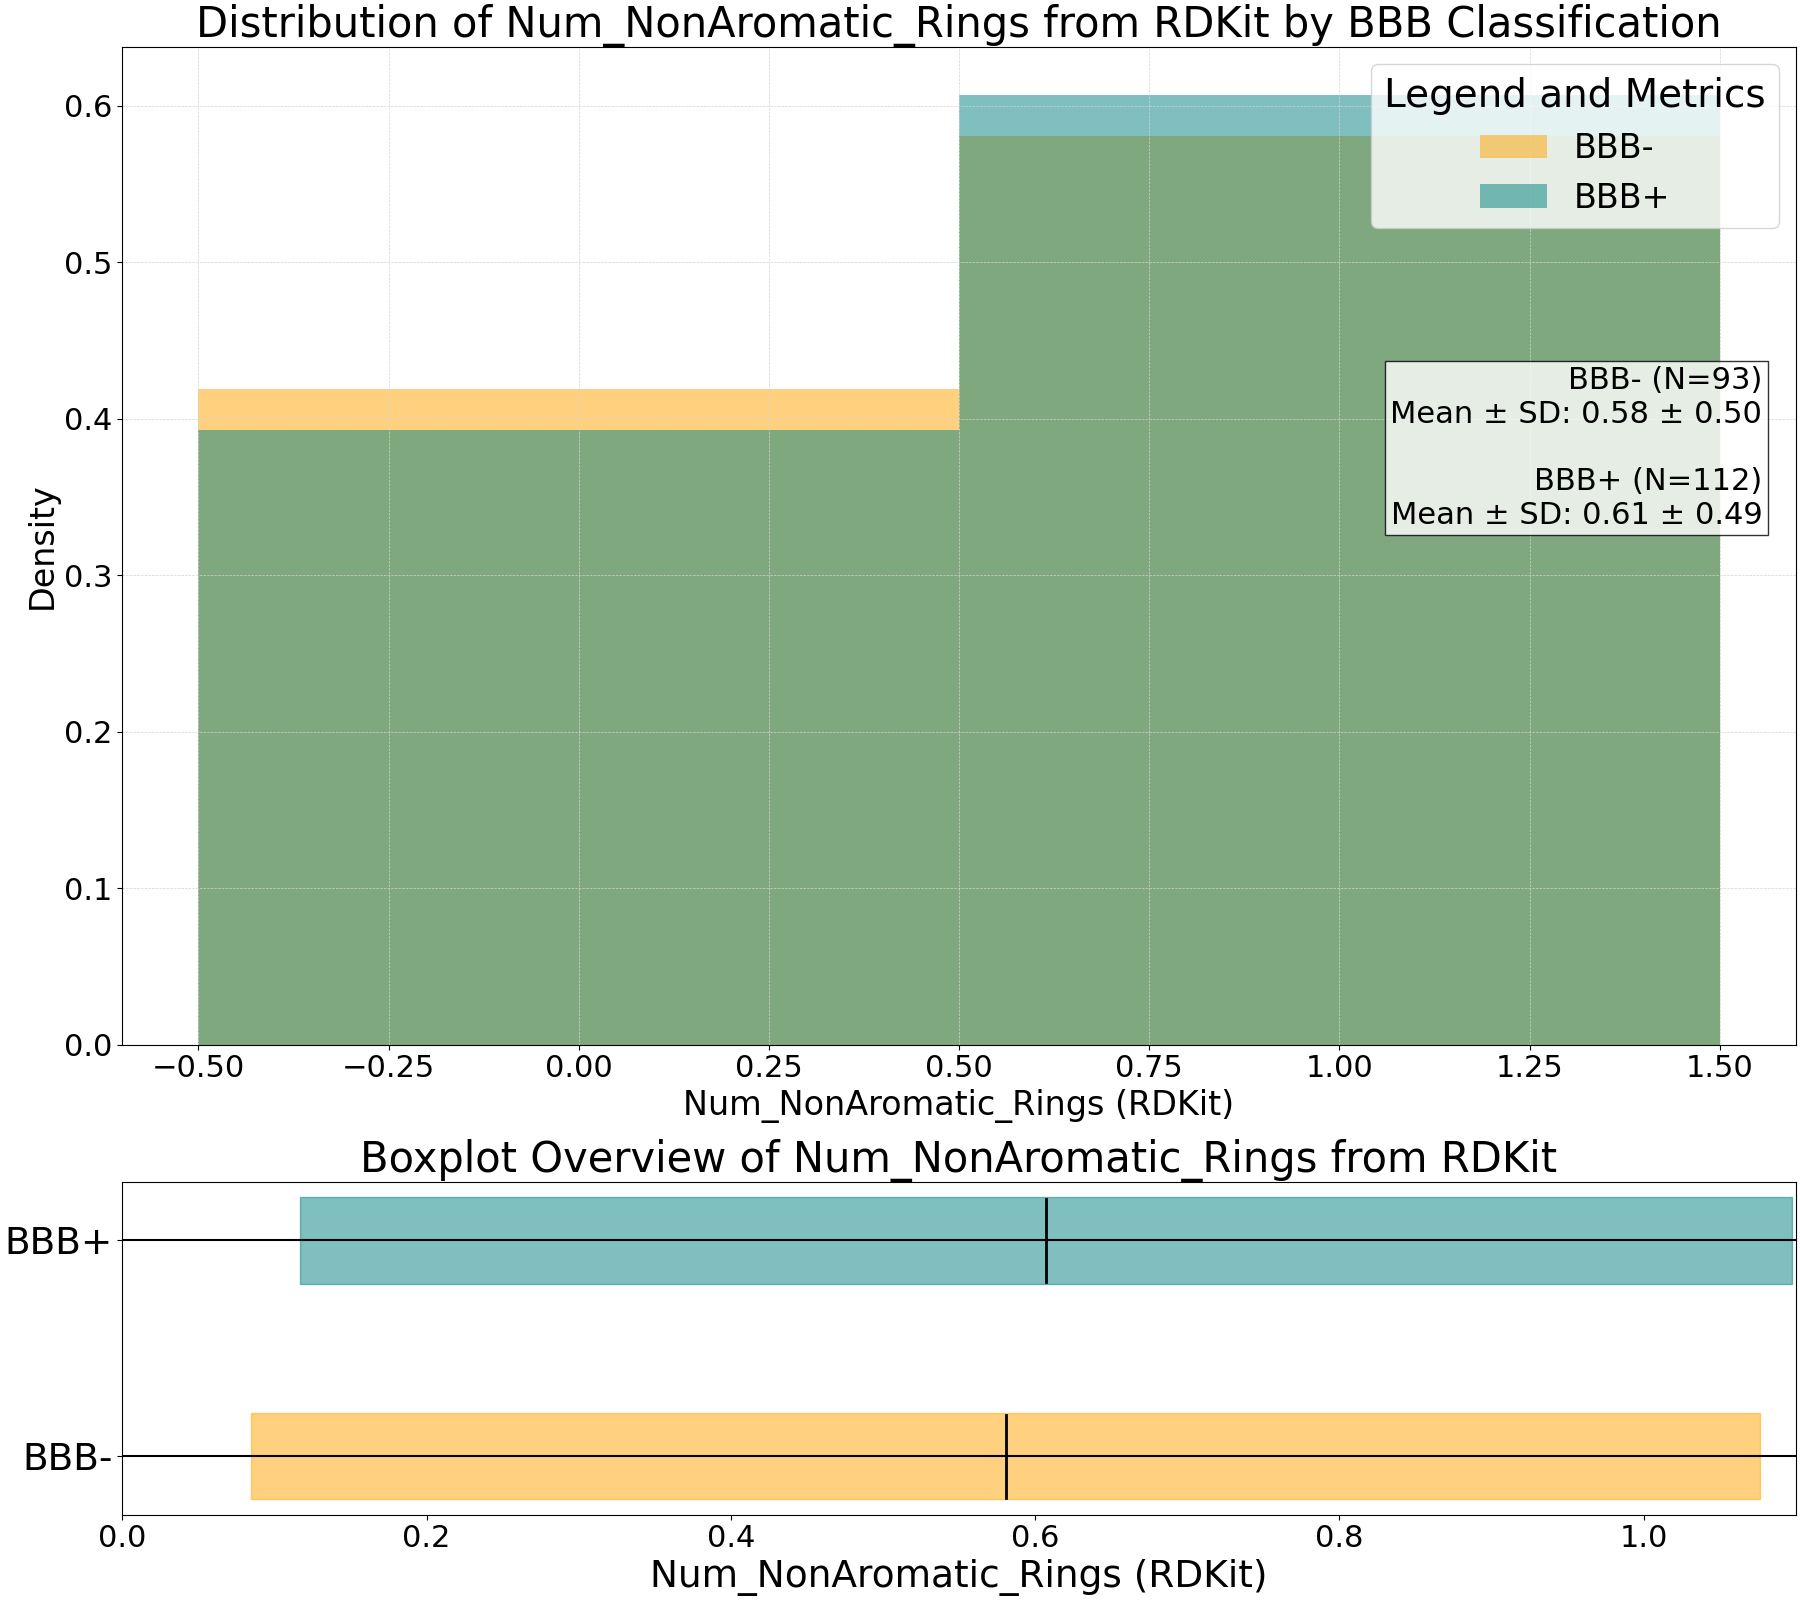 Distribution of Num_NonAromatic_Rings from RDKit by BBB Classification
Legend and Metrics
BBB-
BBB+
BBB- (N=93)
Mean ± SD: 0.58 ± 0.50
BBB+ (N=112)
Mean ± SD: 0.61 ± 0.49
Density
0.6
0.5
0.4
0.3
0.2
0.1
0.0
−0.50 −0.25 0.00 0.25 0.50 0.75 1.00 1.25 1.50
Num_NonAromatic_Rings (RDKit)
Boxplot Overview of Num_NonAromatic_Rings from RDKit
BBB+
BBB-
0.0 0.2 0.4 0.6 0.8 1.0
Num_NonAromatic_Rings (RDKit)